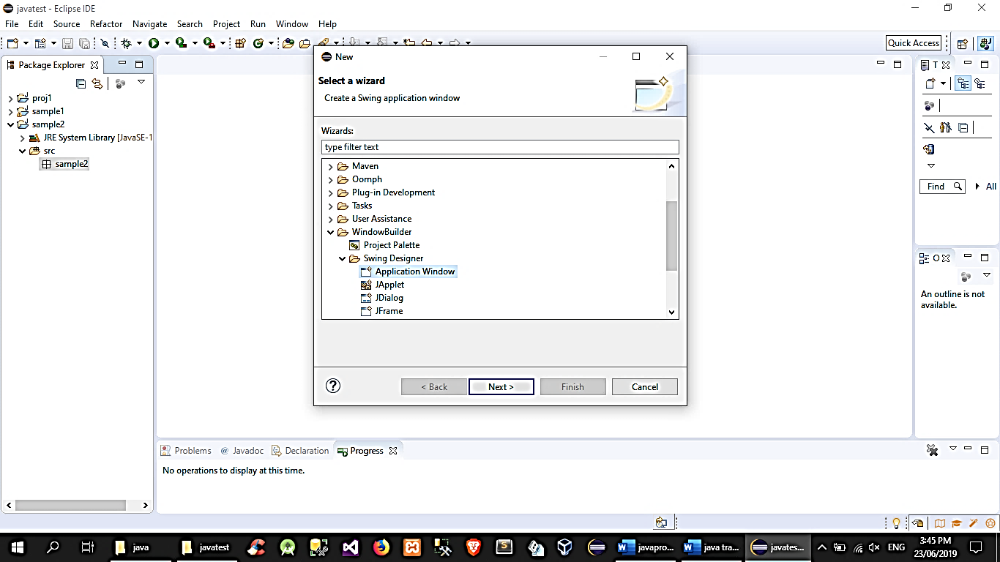 javatest - Eclipse IDE
File Edit Source Refactor Navigate Search Project Run Window Help
Quick Access
Package Explorer
proj1
sample1
sample2
JRE System Library [JavaSE-1
src
sample2
New
Select a wizard
Create a Swing application window
Wizards:
type filter text
Maven
Oomph
Plug-in Development
Tasks
User Assistance
WindowBuilder
Project Palette
Swing Designer
Application Window
JApplet
JDialog
JFrame
< Back Next > Finish Cancel
T
Find All
O
An outline is not
available.
Problems @ Javadoc Declaration Progress
No operations to display at this time.
java javatest javapro... java tra... javates... ENG
3:45 PM
23/06/2019